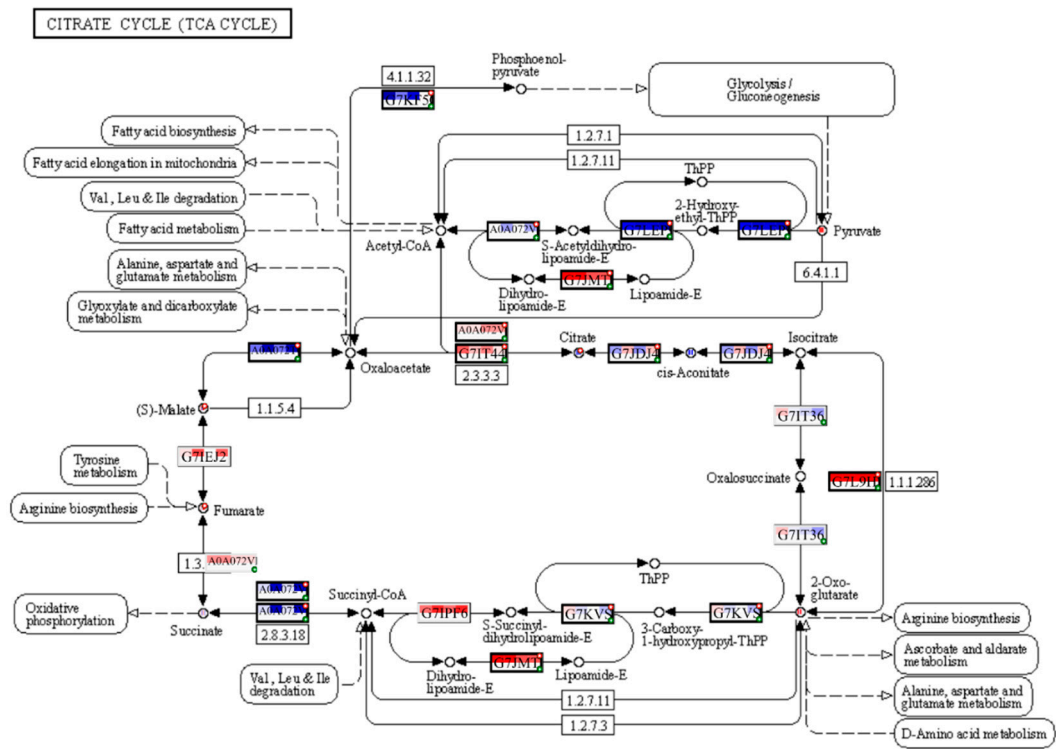 CITRATE CYCLE (TCA CYCLE)
Phosphoenol-
pyruvate
4.1.1.32
G7KF5
Glycolysis /
Gluconeogenesis
Fatty acid biosynthesis
1.2.7.1
Fatty acid elongation in mitochondria
1.2.7.11
ThPP
Val, Leu & Ile degradation
2-Hydroxy-
ethyl-ThPP
Fatty acid metabolism
A0A072V
G7LEF
G7LEF
Pyruvate
Acetyl-CoA
S-Acetyldihydro-
lipoamide-E
Alanine, aspartate and
glutamate metabolism
G7JMT
6.4.1.1
Dihydro-
lipoamide-E
Lipoamide-E
Glyoxylate and dicarboxylate
metabolism
A0A072V
Citrate
Isocitrate
A0A072V
G7IT44
G7JDJ4
G7JDJ4
Oxaloacetate
2.3.3.3
cis-Aconitate
(S)-Malate
1.1.5.4
G7IT36
G7IEJ2
Tyrosine
metabolism
Oxalosuccinate
G7L9H
1.1.1.286
Arginine biosynthesis
Fumarate
G7IT36
1.3.
A0A072V
ThPP
2-Oxo-
glutarate
A0A072V
Succinyl-CoA
Oxidative
phosphorylation
A0A072V
G7IPF6
G7KVS
G7KVS
Succinate
2.8.3.18
S-Succinyl-
dihydrolipoamide-E
3-Carboxy-
1-hydroxypropyl-ThPP
Arginine biosynthesis
Ascorbate and aldarate
metabolism
G7JMT
Val, Leu & Ile
degradation
Dihydro-
lipoamide-E
Lipoamide-E
1.2.7.11
Alanine, aspartate and
glutamate metabolism
1.2.7.3
D-Amino acid metabolism